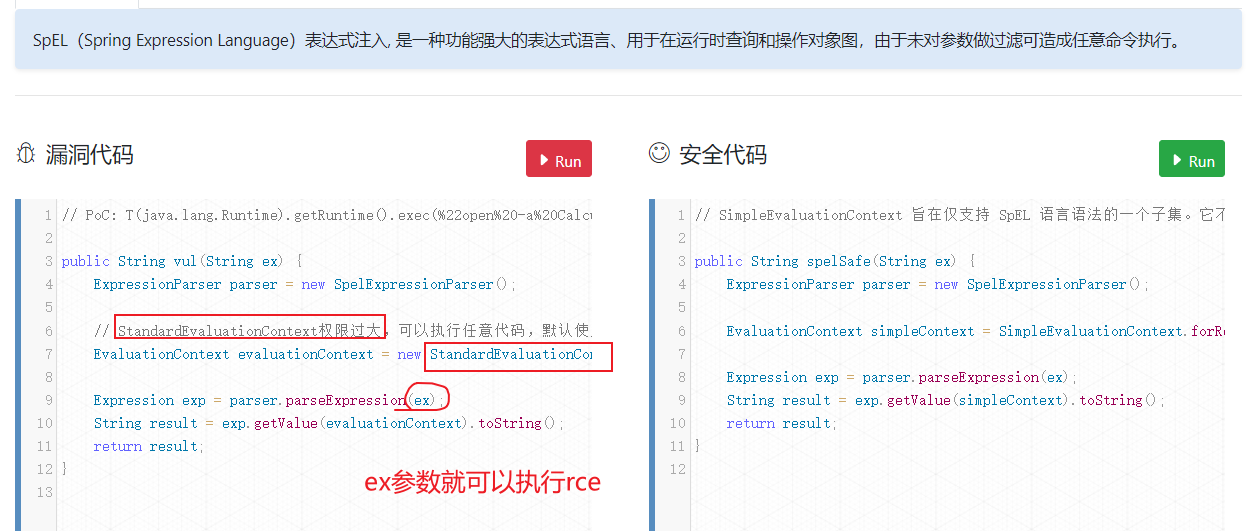 SpEL（Spring Expression Language）表达式注入, 是一种功能强大的表达式语言、用于在运行时查询和操作对象图，由于未对参数做过滤可造成任意命令执行。
漏洞代码
Run
1 // PoC: T(java.lang.Runtime).getRuntime().exec(%22open%20-a%20Calcu
2
3 public String vul(String ex) {
4 ExpressionParser parser = new SpelExpressionParser();
5
6 // StandardEvaluationContext权限过大，可以执行任意代码，默认使
7 EvaluationContext evaluationContext = new StandardEvaluationCon
8
9 Expression exp = parser.parseExpression(ex);
10 String result = exp.getValue(evaluationContext).toString();
11 return result;
12 }
13
ex参数就可以执行rce
安全代码
Run
1 // SimpleEvaluationContext 旨在仅支持 SpEL 语言语法的一个子集。它不
2
3 public String spelSafe(String ex) {
4 ExpressionParser parser = new SpelExpressionParser();
5
6 EvaluationContext simpleContext = SimpleEvaluationContext.forRe
7
8 Expression exp = parser.parseExpression(ex);
9 String result = exp.getValue(simpleContext).toString();
10 return result;
11 }
12